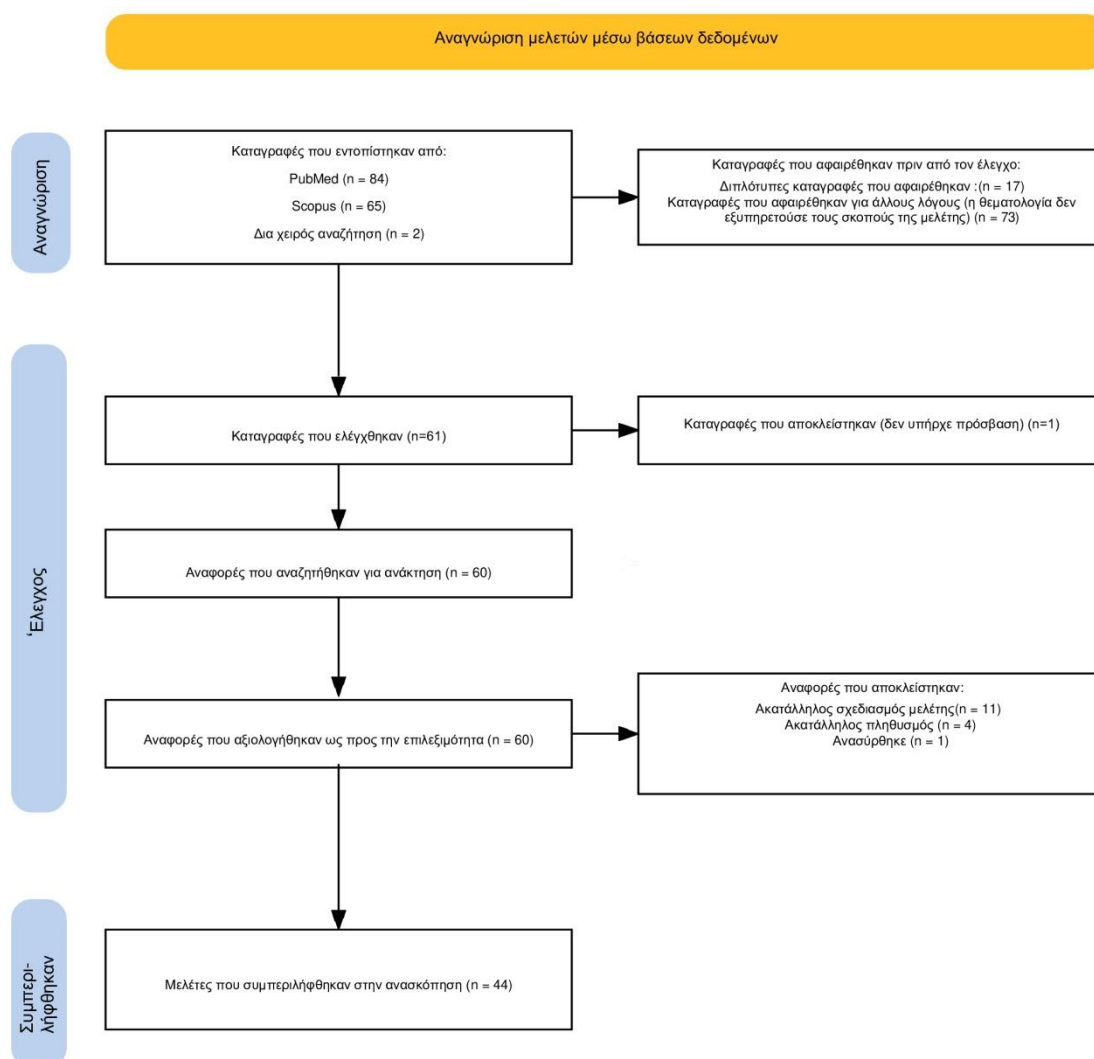 Αναγνώριση μελετών μέσω βάσεων δεδομένων
Αναγνώριση
Καταγραφές που εντοπίστηκαν από:
PubMed (n = 84)
Scopus (n = 65)
Δια χειρός αναζήτηση (n = 2)
Καταγραφές που αφαιρέθηκαν πριν από τον έλεγχο:
Διπλότυπες καταγραφές που αφαιρέθηκαν :(n = 17)
Καταγραφές που αφαιρέθηκαν για άλλους λόγους (η θεματολογία δεν
εξυπηρετούσε τους σκοπούς της μελέτης) (n = 73)
Έλεγχος
Καταγραφές που ελέγχθηκαν (n=61)
Καταγραφές που αποκλείστηκαν (δεν υπήρχε πρόσβαση) (n=1)
Αναφορές που αναζητήθηκαν για ανάκτηση (n = 60)
Αναφορές που αξιολογήθηκαν ως προς την επιλεξιμότητα (n = 60)
Αναφορές που αποκλείστηκαν:
Ακατάλληλος σχεδιασμός μελέτης(n = 11)
Ακατάλληλος πληθυσμός (n = 4)
Ανασύρθηκε (n = 1)
Συμπερι-
λήφθηκαν
Μελέτες που συμπεριλήφθηκαν στην ανασκόπηση (n = 44)